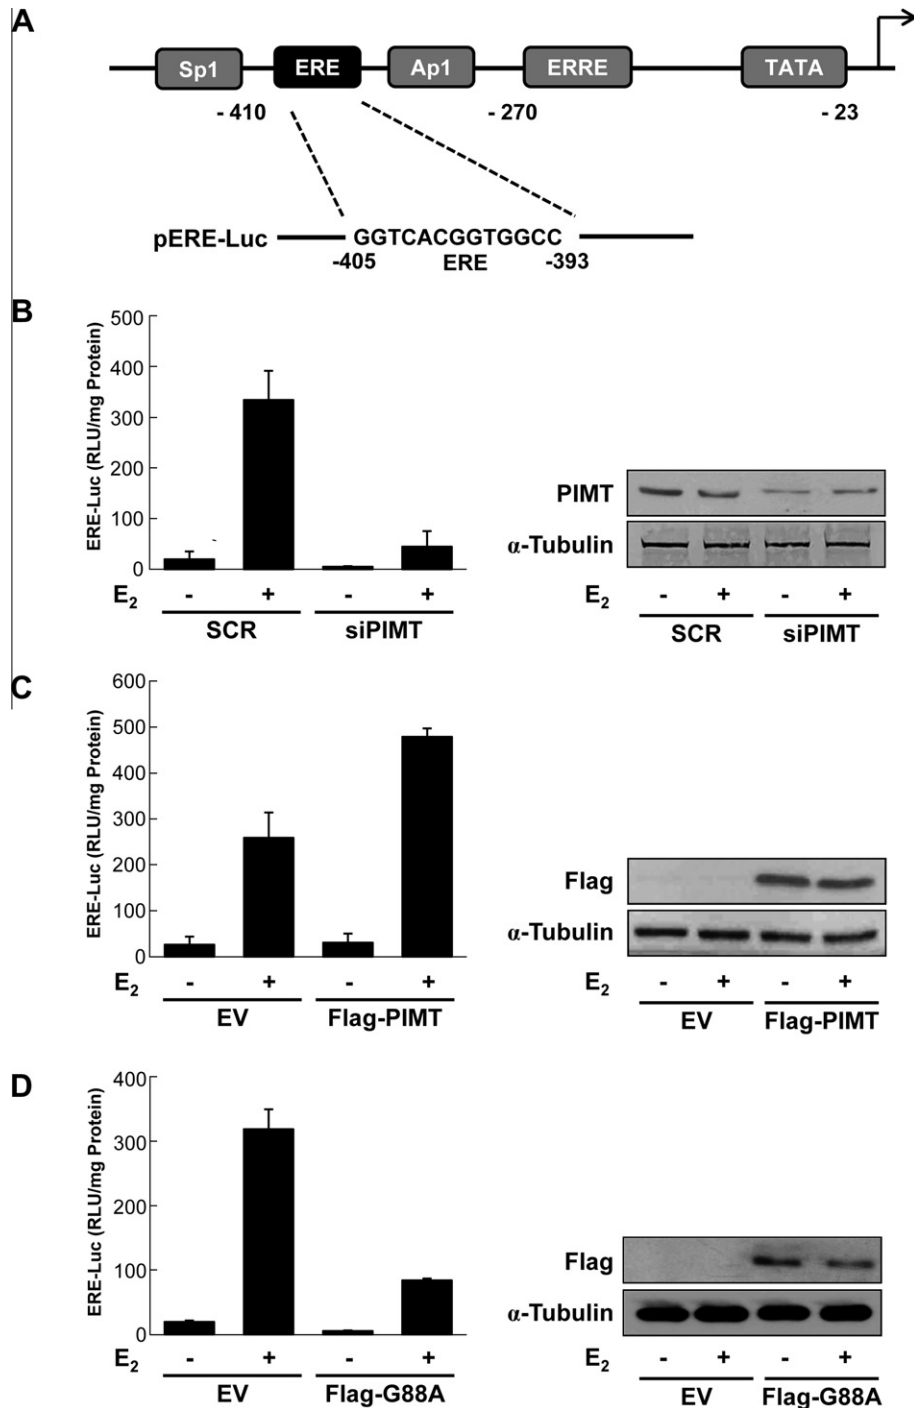 A
Sp1 ERE Ap1 ERRE TATA
- 410 - 270 - 23
pERE-Luc GGTCACGGTGGCC
-405 ERE -393
B
ERE-Luc (RLU/mg Protein)
500
400
300
200
100
0
E2 - + - +
SCR siPIMT
PIMT
α-Tubulin
E2 - + - +
SCR siPIMT
C
ERE-Luc (RLU/mg Protein)
600
500
400
300
200
100
0
E2 - + - +
EV Flag-PIMT
Flag
α-Tubulin
E2 - + - +
EV Flag-PIMT
D
ERE-Luc (RLU/mg Protein)
400
300
200
100
0
E2 - + - +
EV Flag-G88A
Flag
α-Tubulin
E2 - + - +
EV Flag-G88A